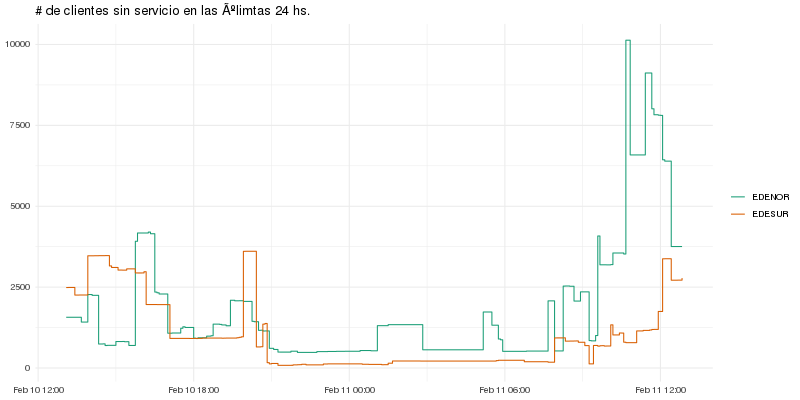 # de clientes sin servicio en las Ãºlimtas 24 hs.
10000
7500
5000
2500
0
Feb 10 12:00 Feb 10 18:00 Feb 11 00:00 Feb 11 06:00 Feb 11 12:00
EDENOR
EDESUR